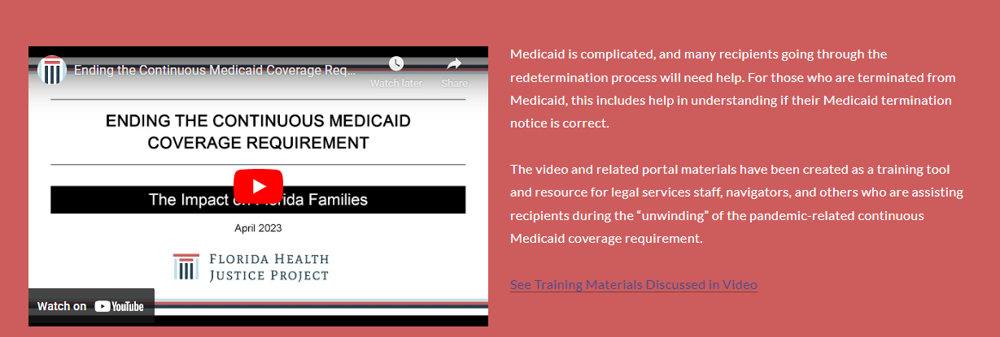 Ending the Continuous Medicaid Coverage Req...
Watch later
Share
ENDING THE CONTINUOUS MEDICAID
COVERAGE REQUIREMENT
The Impact on Florida Families
April 2023
FLORIDA HEALTH
JUSTICE PROJECT
Watch on YouTube
Medicaid is complicated, and many recipients going through the
redetermination process will need help. For those who are terminated from
Medicaid, this includes help in understanding if their Medicaid termination
notice is correct.
The video and related portal materials have been created as a training tool
and resource for legal services staff, navigators, and others who are assisting
recipients during the “unwinding” of the pandemic-related continuous
Medicaid coverage requirement.
See Training Materials Discussed in Video